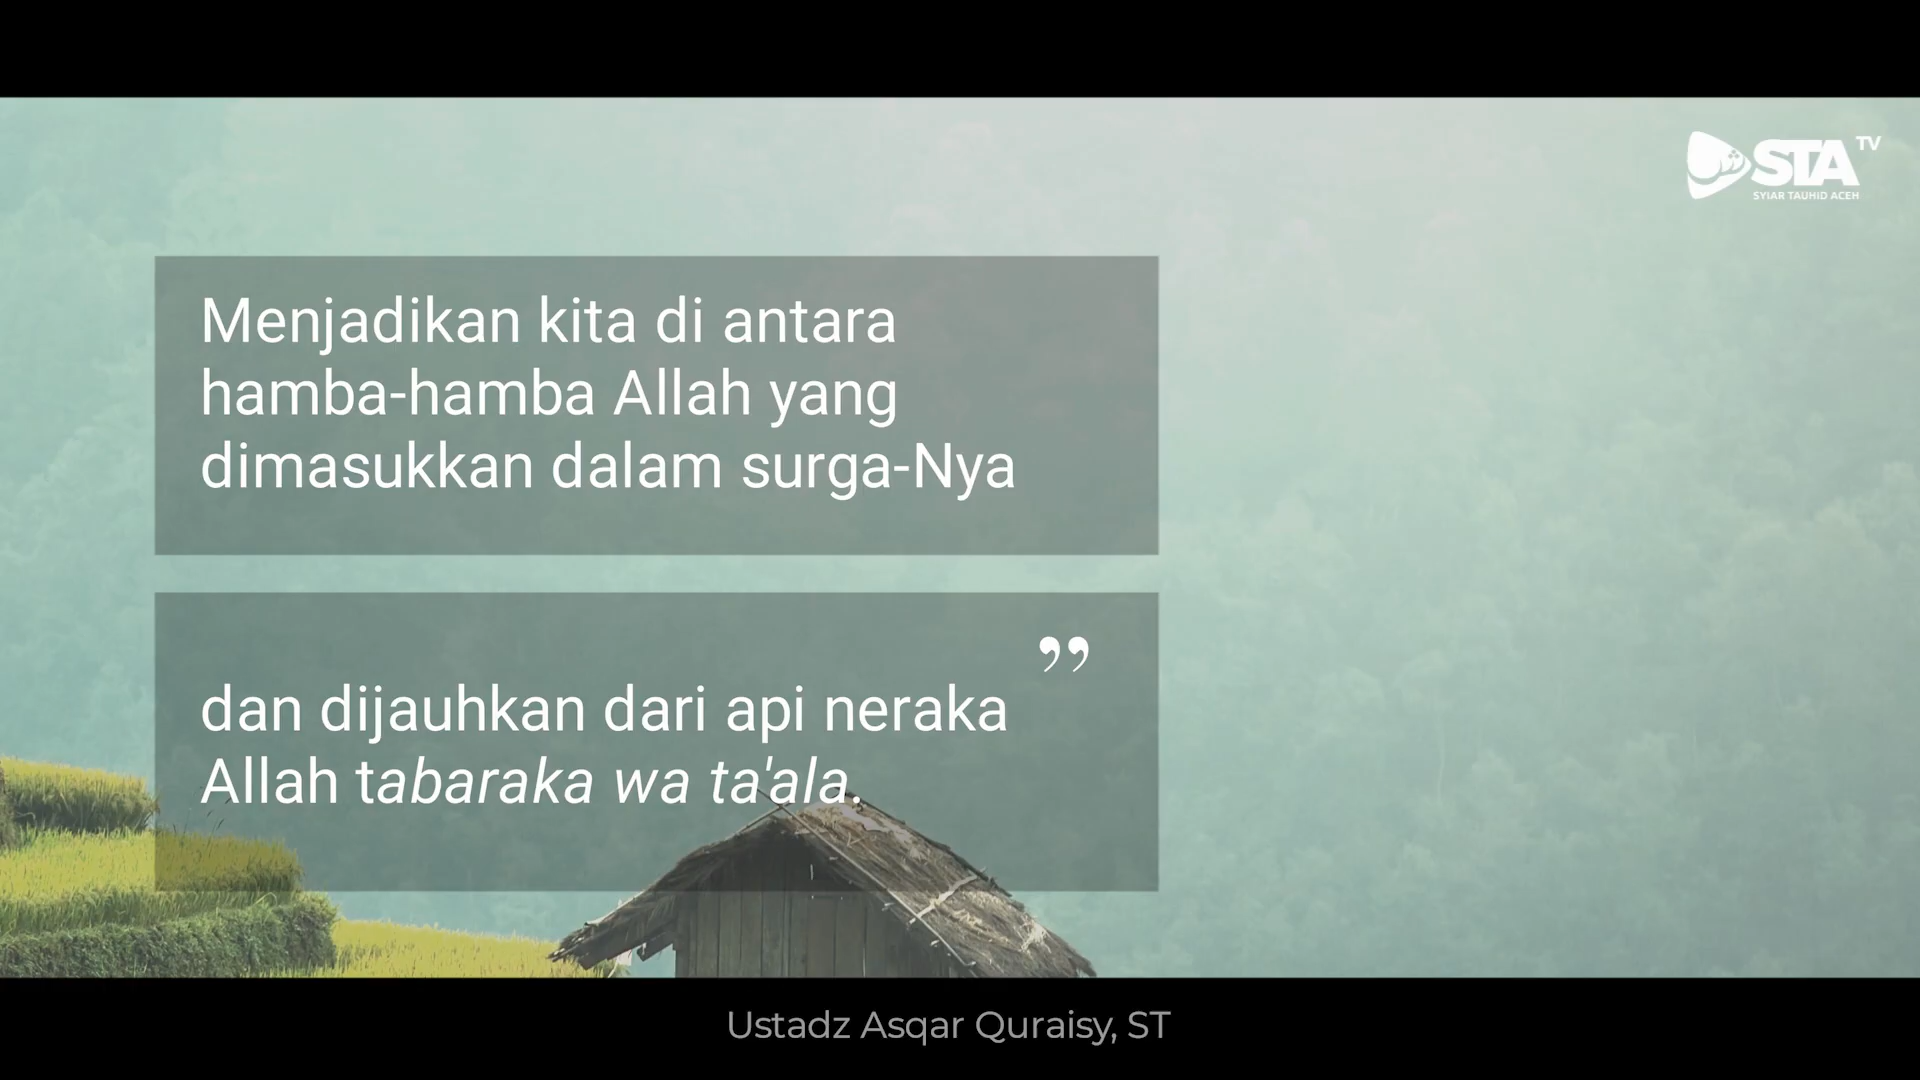 STA TV
SYIAR TAUHID ACEH
Menjadikan kita di antara
hamba-hamba Allah yang
dimasukkan dalam surga-Nya
”
dan dijauhkan dari api neraka
Allah tabaraka wa ta'ala.
Ustadz Asqar Quraisy, ST